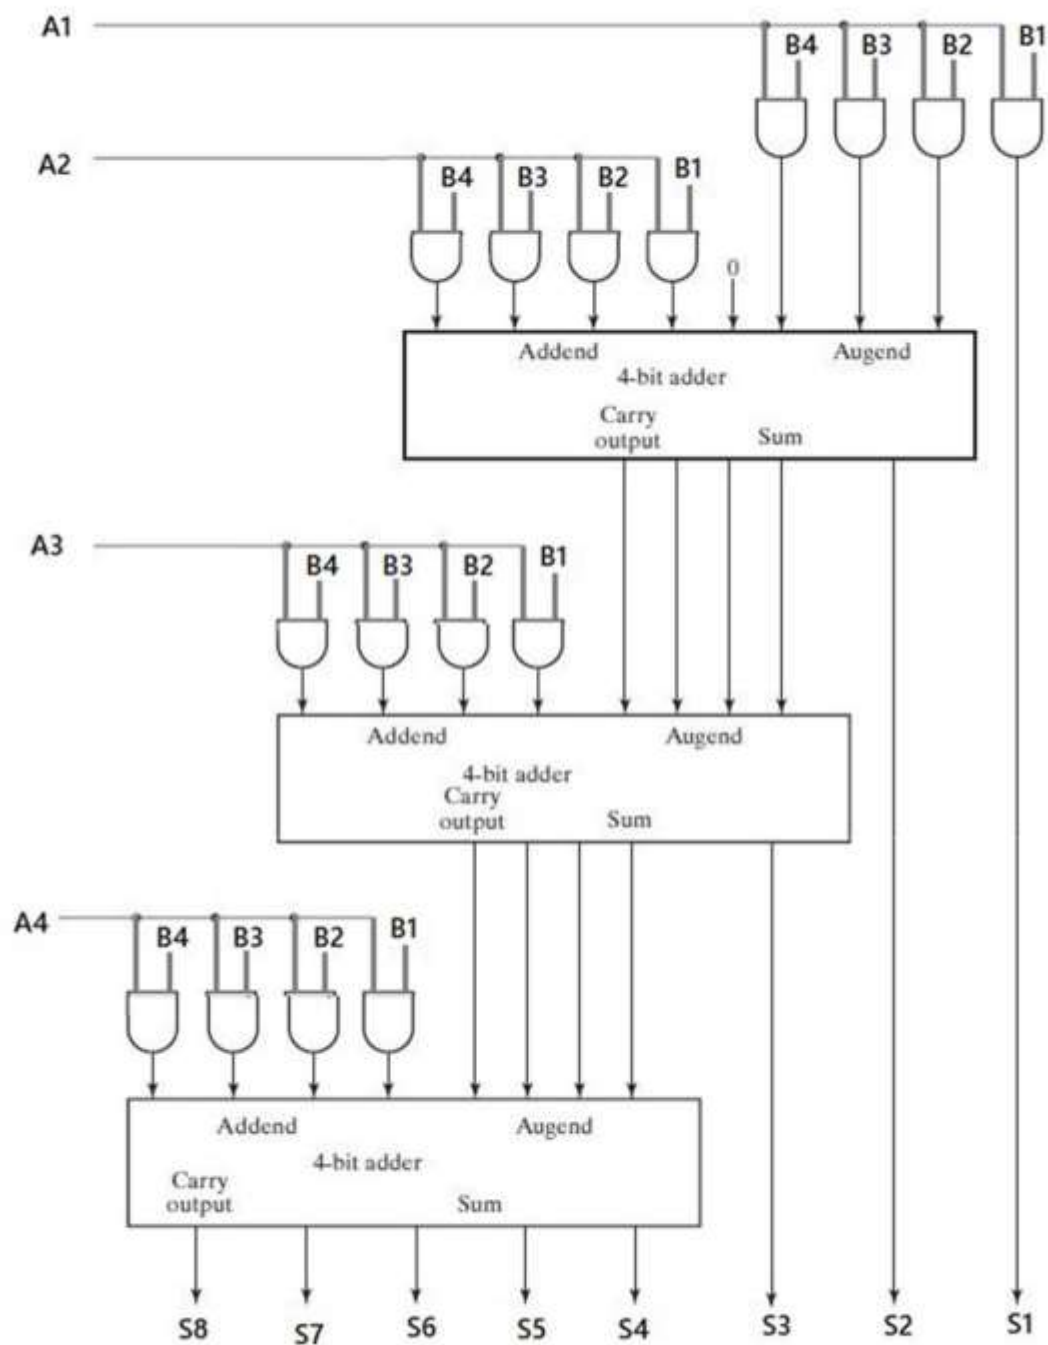 A1
B4 B3 B2 B1
A2
B4 B3 B2 B1
0
Addend Augend
4-bit adder
Carry
output Sum
A3
B4 B3 B2 B1
Addend Augend
4-bit adder
Carry
output Sum
A4
B4 B3 B2 B1
Addend Augend
4-bit adder
Carry
output Sum
S8 S7 S6 S5 S4 S3 S2 S1